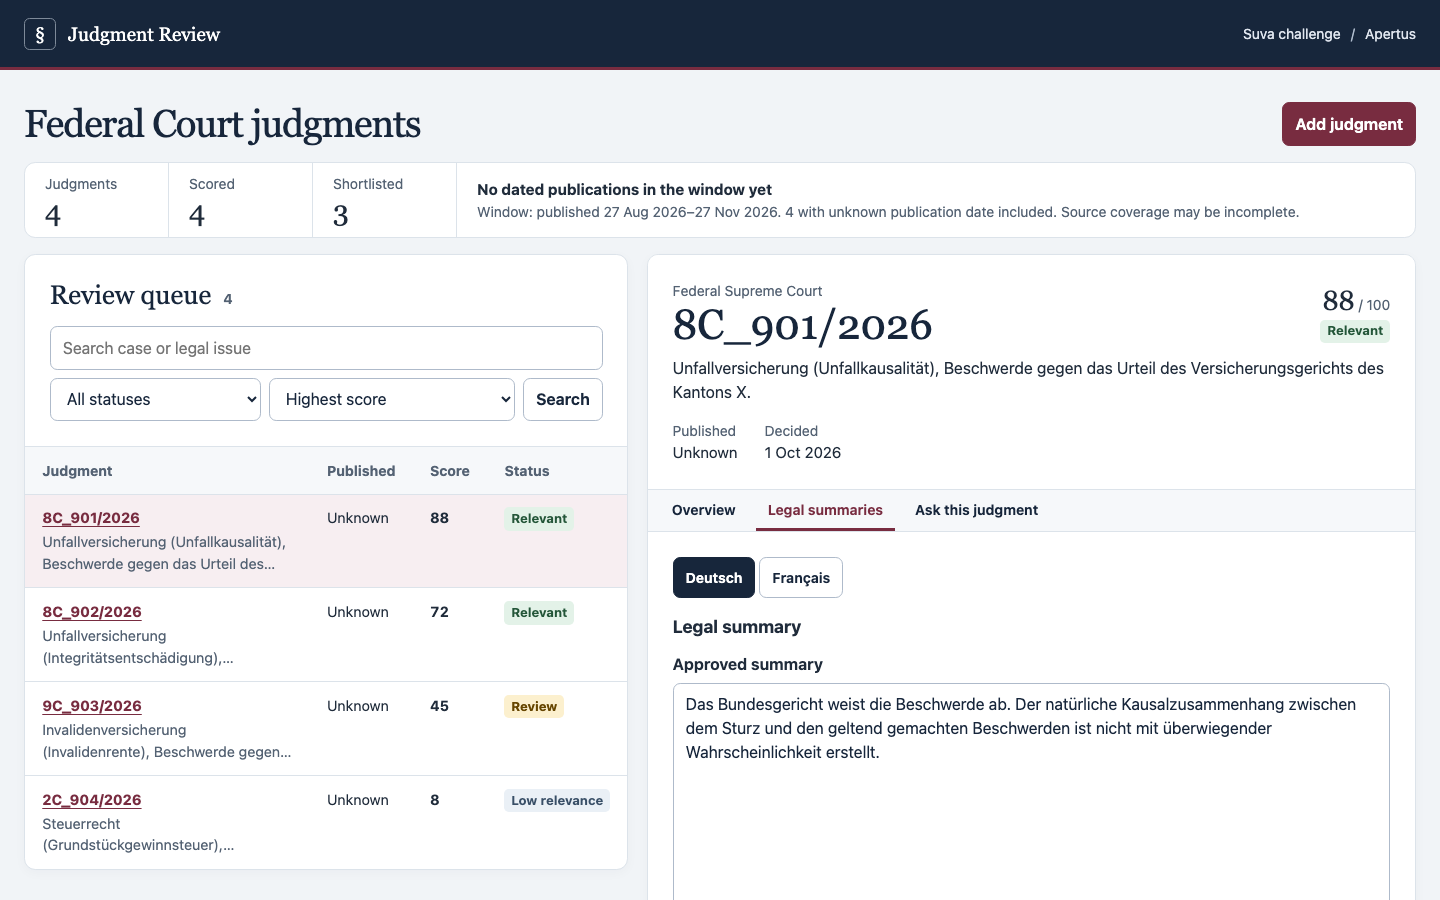 § Judgment Review
Suva challenge / Apertus
Federal Court judgments
Add judgment
Judgments
4
Scored
4
Shortlisted
3
No dated publications in the window yet
Window: published 27 Aug 2026–27 Nov 2026. 4 with unknown publication date included. Source coverage may be incomplete.
Review queue 4
Search case or legal issue
All statuses
Highest score
Search
Judgment Published Score Status
8C_901/2026 Unknown 88 Relevant
Unfallversicherung (Unfallkausalität),
Beschwerde gegen das Urteil des...
8C_902/2026 Unknown 72 Relevant
Unfallversicherung
(Integritätsentschädigung),...
9C_903/2026 Unknown 45 Review
Invalidenversicherung
(Invalidenrente), Beschwerde gegen...
2C_904/2026 Unknown 8 Low relevance
Steuerrecht
(Grundstückgewinnsteuer),...
Federal Supreme Court
8C_901/2026
88 / 100
Relevant
Unfallversicherung (Unfallkausalität), Beschwerde gegen das Urteil des Versicherungsgerichts des
Kantons X.
Published Decided
Unknown 1 Oct 2026
Overview Legal summaries Ask this judgment
Deutsch Français
Legal summary
Approved summary
Das Bundesgericht weist die Beschwerde ab. Der natürliche Kausalzusammenhang zwischen
dem Sturz und den geltend gemachten Beschwerden ist nicht mit überwiegender
Wahrscheinlichkeit erstellt.